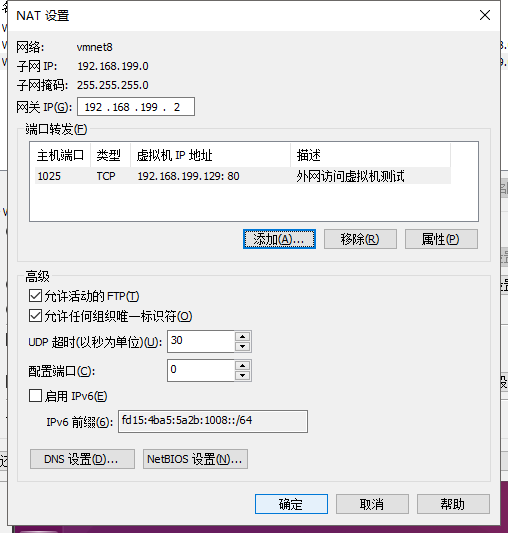 NAT 设置
网络: vmnet8
子网 IP: 192.168.199.0
子网掩码: 255.255.255.0
网关 IP(G): 192 . 168 . 199 . 2
端口转发(F)
主机端口 类型 虚拟机 IP 地址 描述
1025 TCP 192.168.199.129: 80 外网访问虚拟机测试
添加(A)... 移除(R) 属性(P)
高级
允许活动的 FTP(T)
允许任何组织唯一标识符(O)
UDP 超时(以秒为单位)(U): 30
配置端口(C): 0
启用 IPv6(E)
IPv6 前缀(6): fd15:4ba5:5a2b:1008::/64
DNS 设置(D)... NetBIOS 设置(N)...
确定 取消 帮助